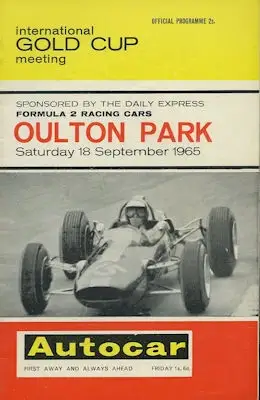 international
GOLD CUP
meeting
OFFICIAL PROGRAMME 2s.
SPONSORED BY THE DAILY EXPRESS
FORMULA 2 RACING CARS
OULTON PARK
Saturday 18 September 1965
Autocar
FIRST AWAY AND ALWAYS AHEAD
FRIDAY 1s. 6d.